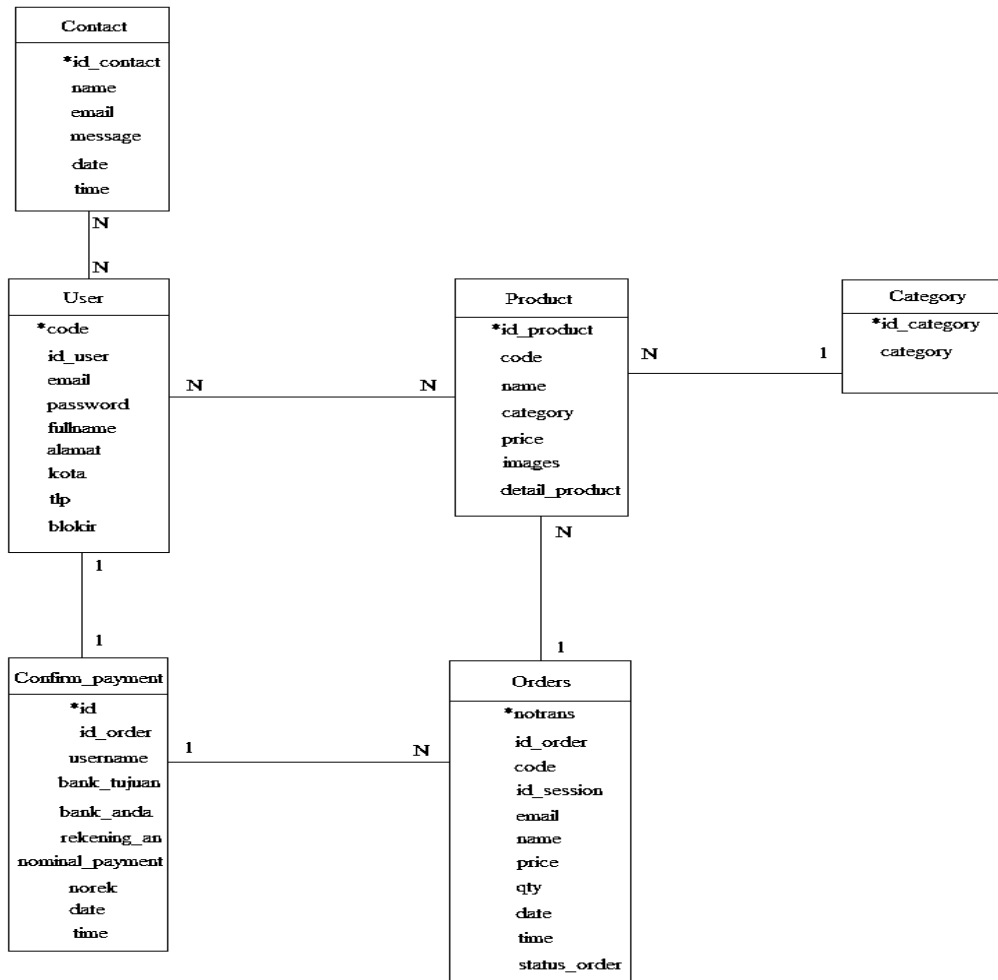 Contact
*id_contact
name
email
message
date
time
N
N
User
*code
id_user
email
password
fullname
alamat
kota
tlp
blokir
N
N
Product
*id_product
code
name
category
price
images
detail_product
N
1
Category
*id_category
category
1
1
N
1
Confirm_payment
*id
id_order
username
bank_tujuan
bank_anda
rekening_an
nominal_payment
norek
date
time
1
N
Orders
*notrans
id_order
code
id_session
email
name
price
qty
date
time
status_order